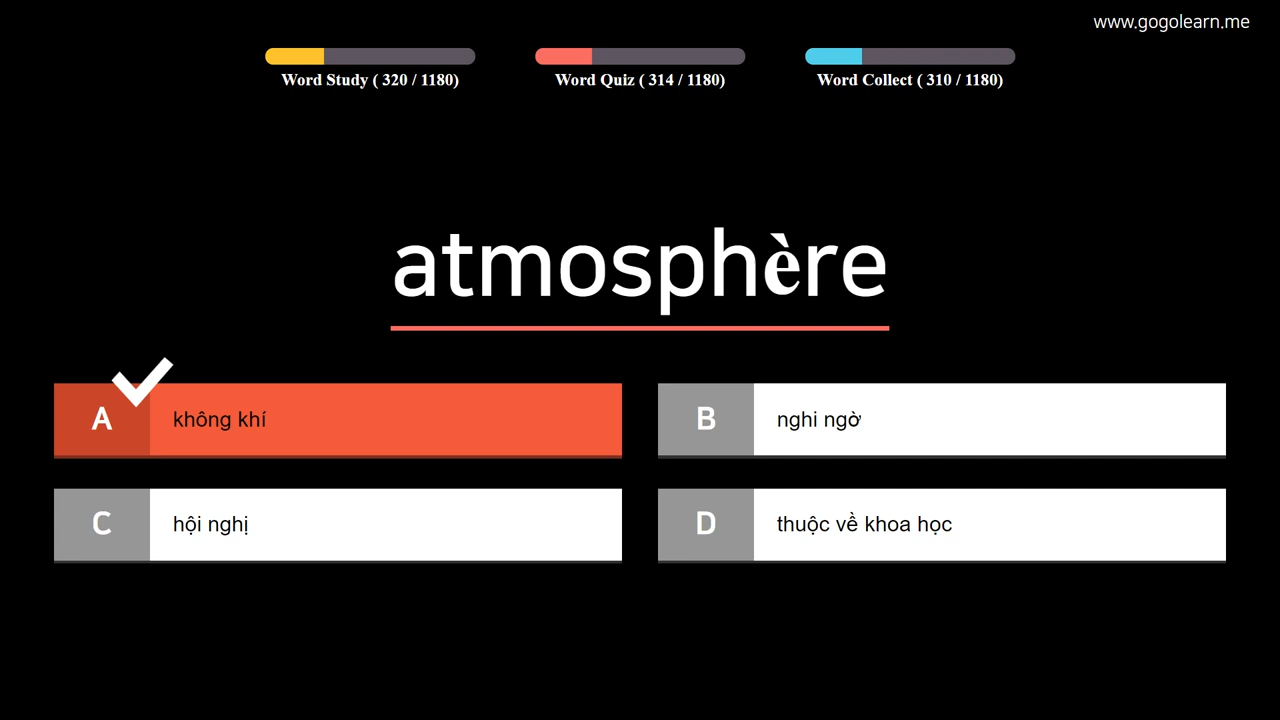 www.gogolearn.me
Word Study ( 320 / 1180)
Word Quiz ( 314 / 1180)
Word Collect ( 310 / 1180)
atmosphère
A không khí
B nghi ngờ
C hội nghị
D thuộc về khoa học